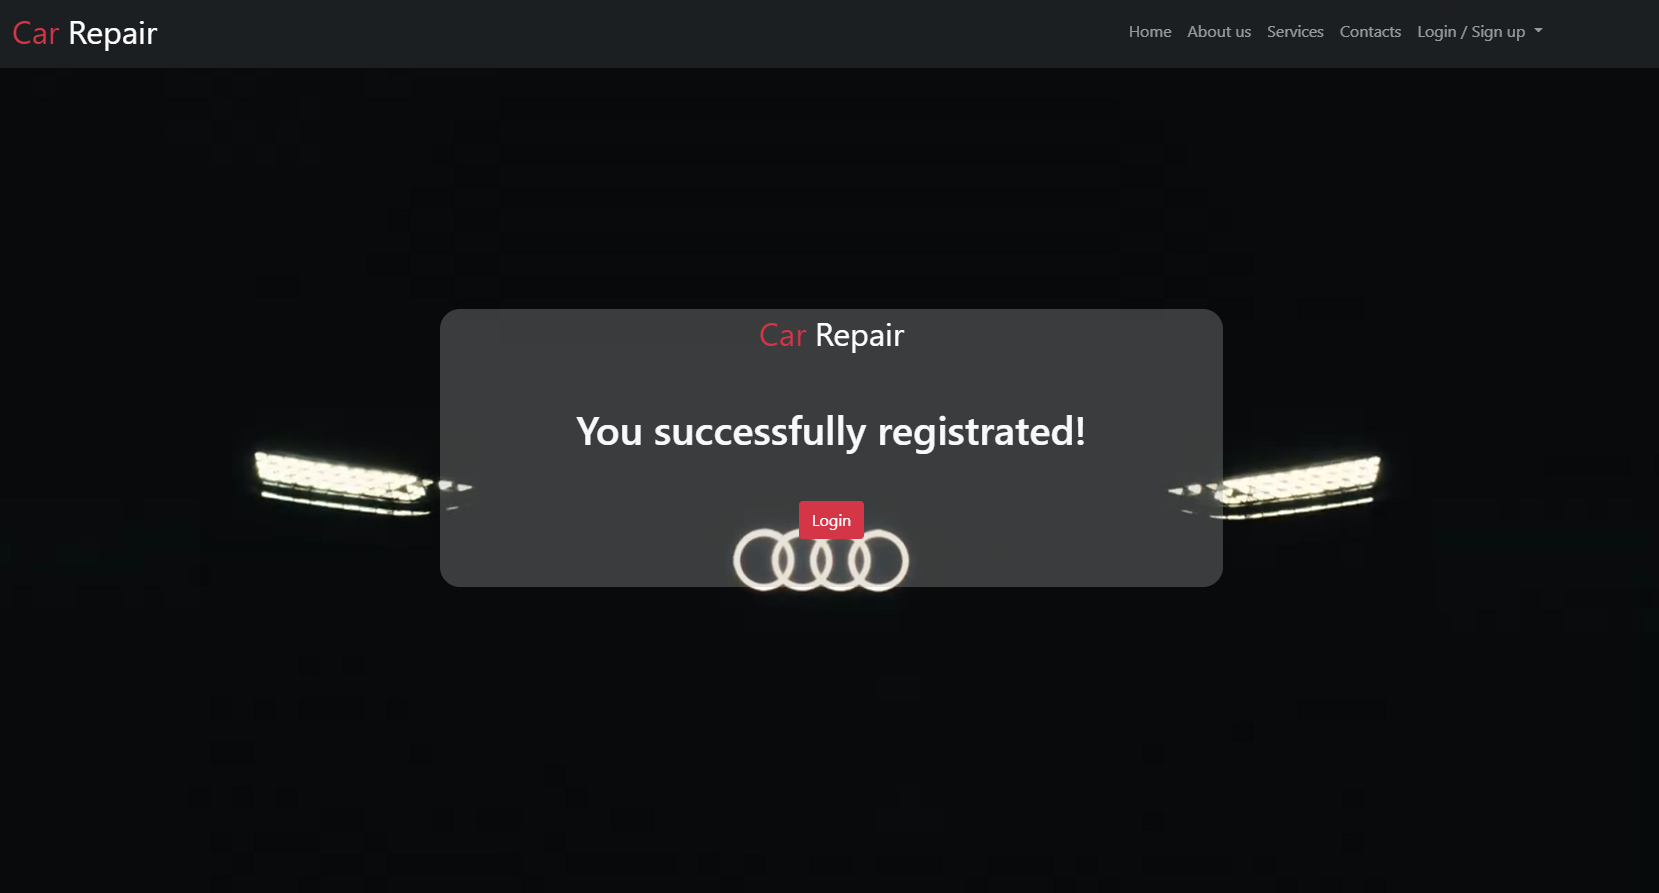 Car Repair
Home About us Services Contacts Login / Sign up
Car Repair
You successfully registrated!
Login